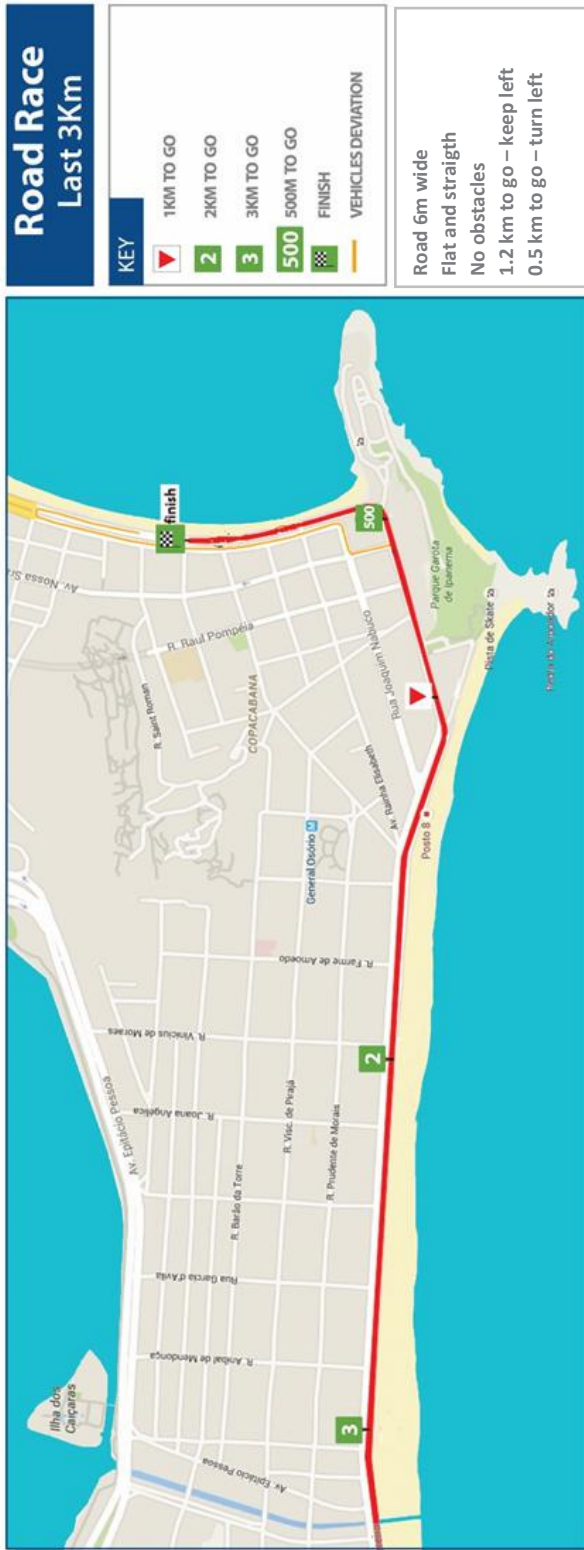 Road Race
Last 3Km
KEY
1KM TO GO
2
2KM TO GO
3
3KM TO GO
500
500M TO GO
FINISH
VEHICLES DEVIATION
Road 6m wide
Flat and straigth
No obstacles
1.2 km to go – keep left
0.5 km to go – turn left
finish
500
2
3
Av. Nossa
R. Raul Pompéia
R. Saint Roman
COPACABANA
Rua Joaquim Nabuco
Av. Rainha Elisabeth
Parque Garota
de Ipanema
Pista de Skate
Posto 8
General Osório
M
R. Farme de Amoedo
R. Vinicius de Moraes
R. Joana Angélica
Av. Epitácio Pessoa
R. Visc. de Pirajá
R. Prudente de Morais
R. Barão da Torre
Rua Garcia d'Avila
R. Aníbal de Mendonça
Ilha dos
Caiçaras
Av. Epitácio Pessoa